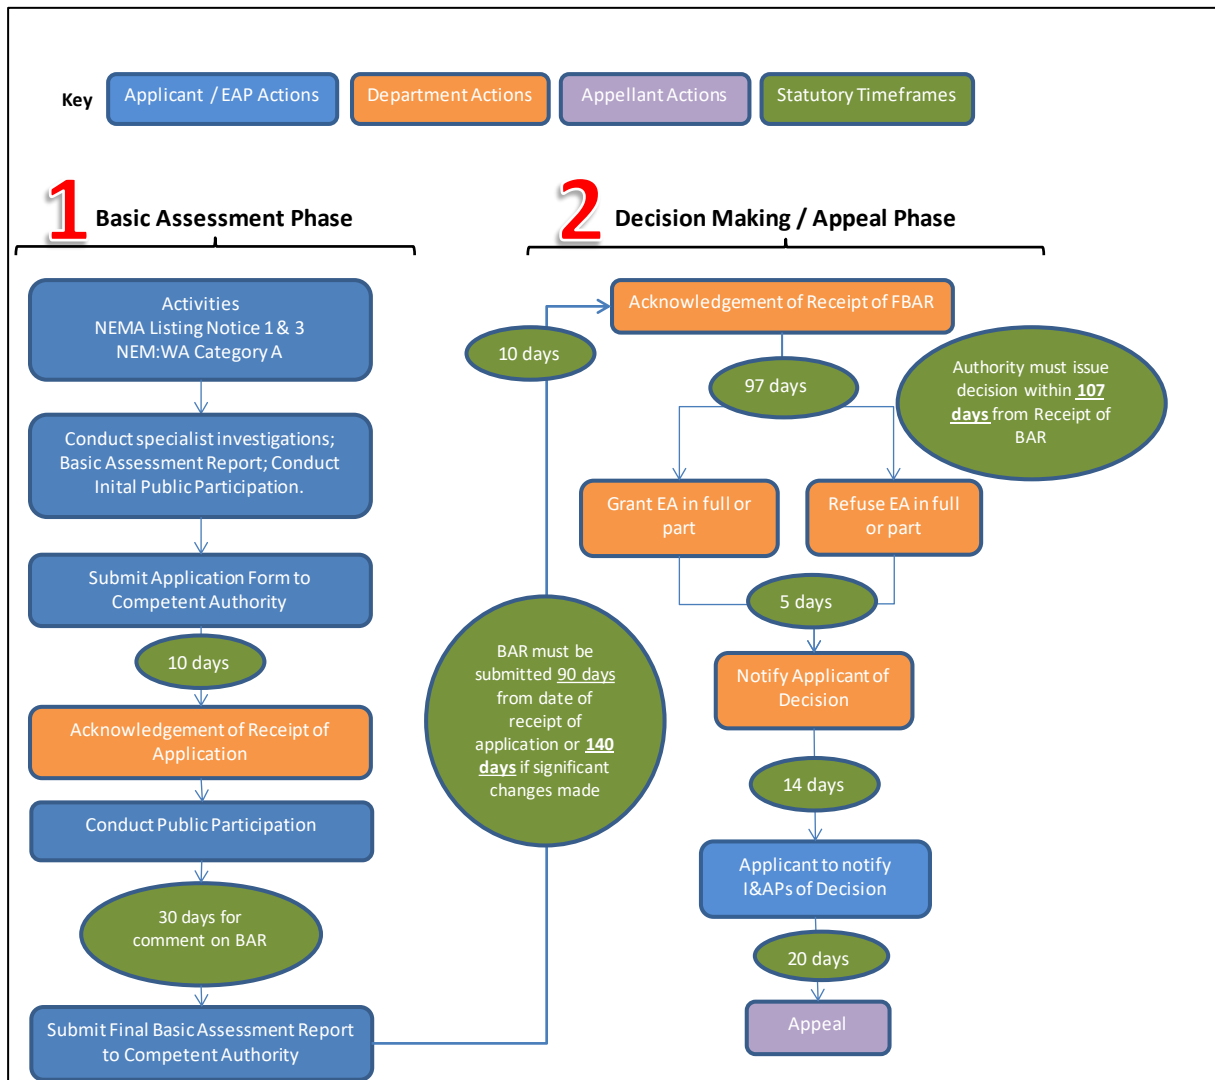 Key
Applicant / EAP Actions
Department Actions
Appellant Actions
Statutory Timeframes
1 Basic Assessment Phase
Activities
NEMA Listing Notice 1 & 3
NEM:WA Category A
Conduct specialist investigations;
Basic Assessment Report; Conduct
Inital Public Participation.
Submit Application Form to
Competent Authority
10 days
Acknowledgement of Receipt of
Application
Conduct Public Participation
30 days for
comment on BAR
Submit Final Basic Assessment Report
to Competent Authority
BAR must be
submitted 90 days
from date of
receipt of
application or 140
days if significant
changes made
10 days
2 Decision Making / Appeal Phase
Acknowledgement of Receipt of FBAR
97 days
Authority must issue
decision within 107
days from Receipt of
BAR
Grant EA in full or
part
Refuse EA in full
or part
5 days
Notify Applicant of
Decision
14 days
Applicant to notify
I&APs of Decision
20 days
Appeal